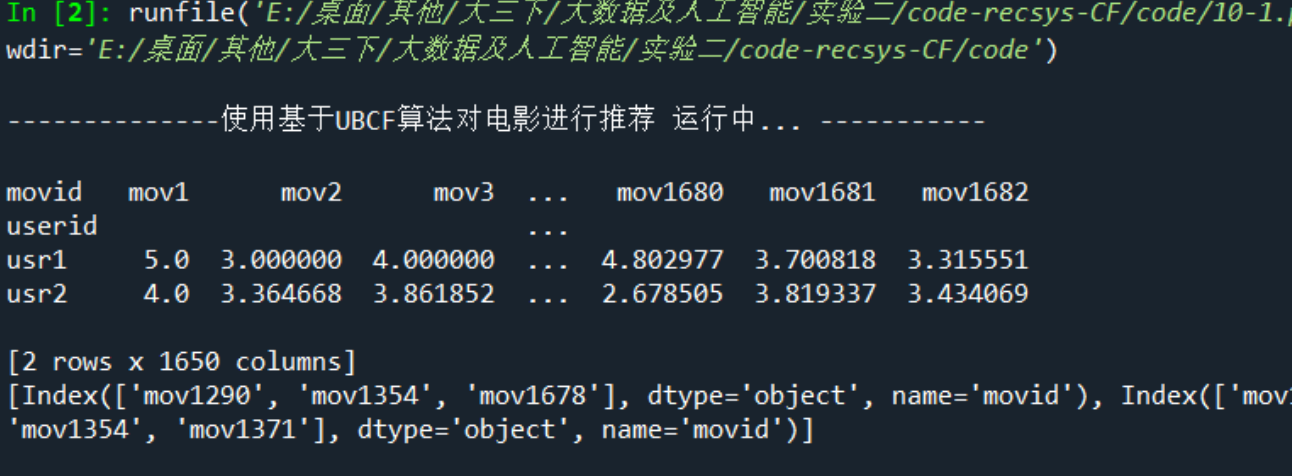 In [2]: runfile('E:/桌面/其他/大三下/大数据及人工智能/实验二/code-recsys-CF/code/10-1.
wdir='E:/桌面/其他/大三下/大数据及人工智能/实验二/code-recsys-CF/code')
--------------使用基于UBCF算法对电影进行推荐 运行中... -----------
movid mov1 mov2 mov3 ... mov1680 mov1681 mov1682
userid ...
usr1 5.0 3.000000 4.000000 ... 4.802977 3.700818 3.315551
usr2 4.0 3.364668 3.861852 ... 2.678505 3.819337 3.434069
[2 rows x 1650 columns]
[Index(['mov1290', 'mov1354', 'mov1678'], dtype='object', name='movid'), Index(['mov
'mov1354', 'mov1371'], dtype='object', name='movid')]